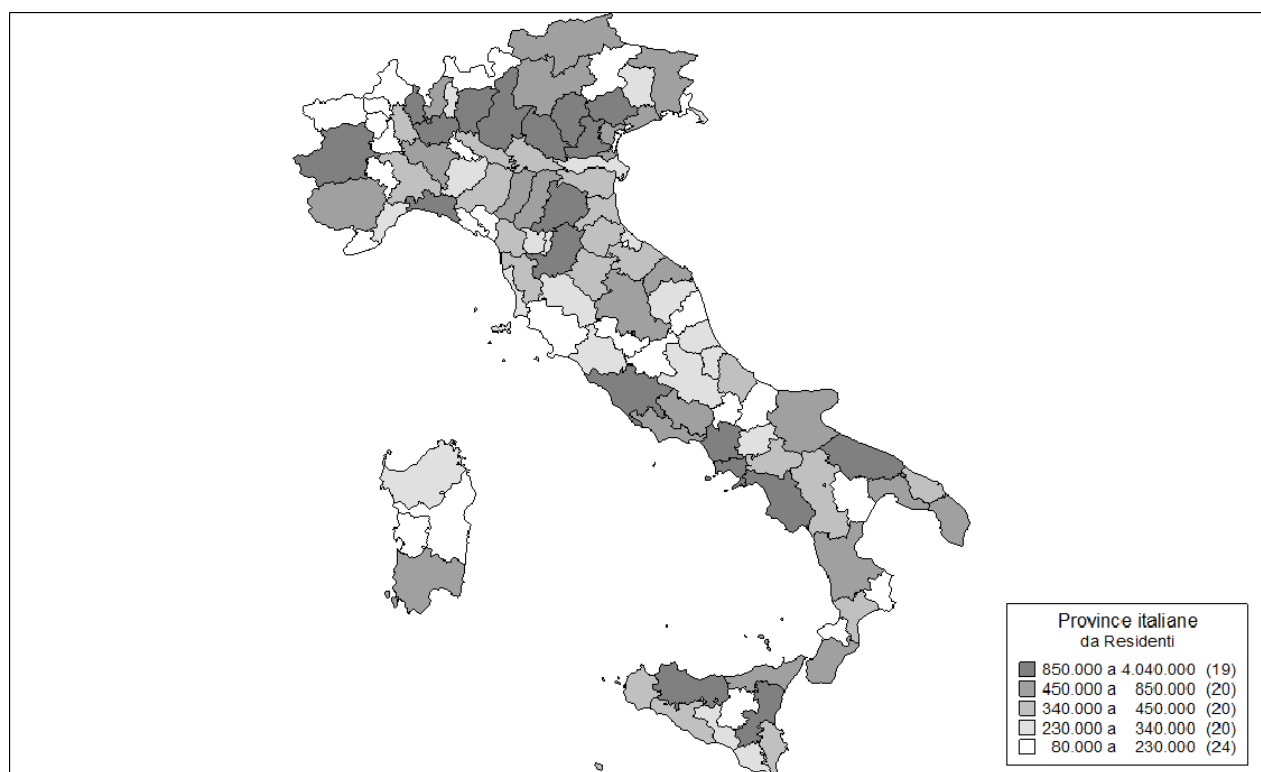 Province italiane
da Residenti
850.000 a 4.040.000 (19)
450.000 a 850.000 (20)
340.000 a 450.000 (20)
230.000 a 340.000 (20)
80.000 a 230.000 (24)